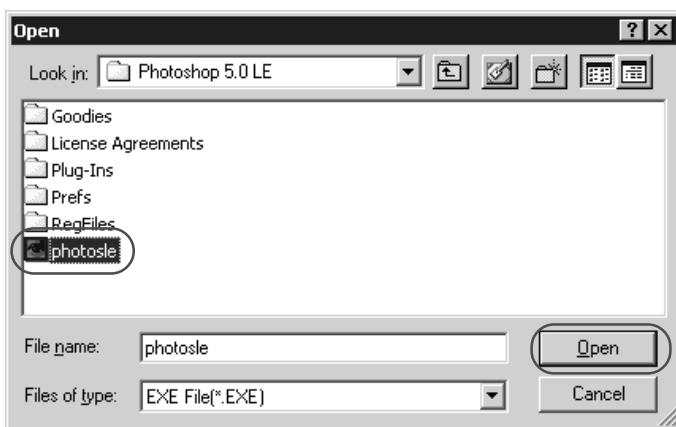 Open
Look in: Photoshop 5.0 LE
Goodies
License Agreements
Plug-Ins
Prefs
RegFiles
photosle
File name: photosle Open
Files of type: EXE File(*.EXE) Cancel